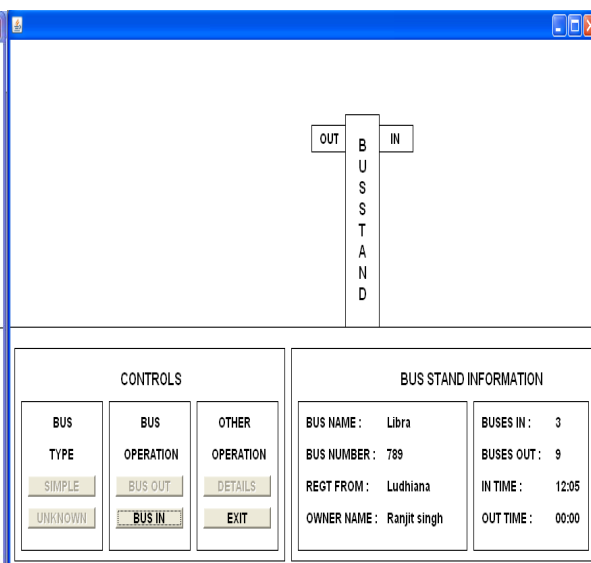 OUT
IN
B
U
S
S
T
A
N
D
CONTROLS
BUS
TYPE
SIMPLE
UNKNOWN
BUS
OPERATION
BUS OUT
BUS IN
OTHER
OPERATION
DETAILS
EXIT
BUS STAND INFORMATION
BUS NAME : Libra
BUS NUMBER : 789
REGT FROM : Ludhiana
OWNER NAME : Ranjit singh
BUSES IN : 3
BUSES OUT : 9
IN TIME : 12:05
OUT TIME : 00:00